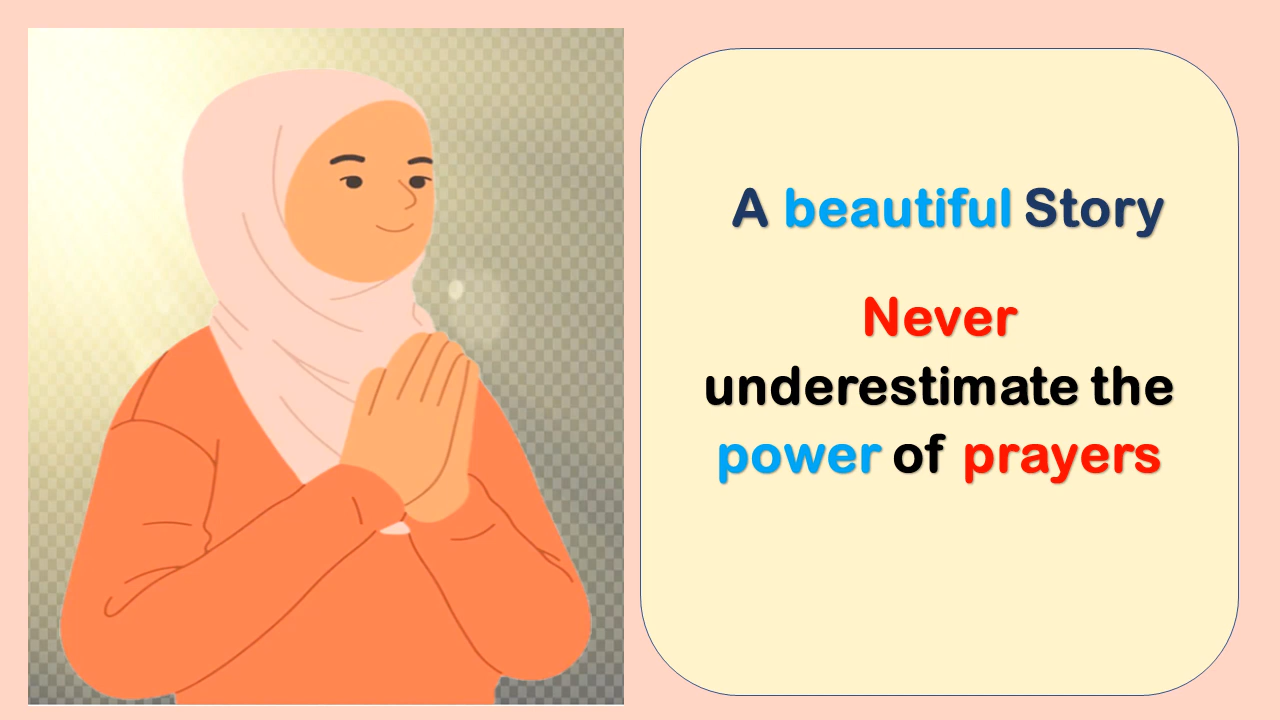 A beautiful Story
Never
underestimate the
power of prayers